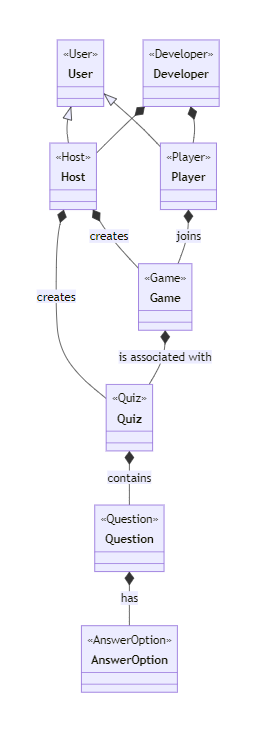 «User»
User
«Developer»
Developer
«Host»
Host
«Player»
Player
creates
joins
«Game»
Game
creates
is associated with
«Quiz»
Quiz
contains
«Question»
Question
has
«AnswerOption»
AnswerOption